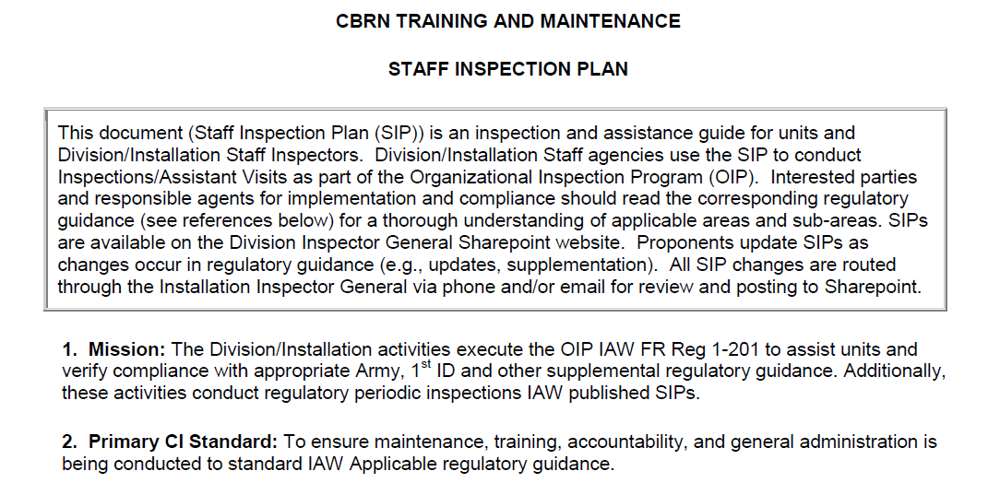 CBRN TRAINING AND MAINTENANCE
STAFF INSPECTION PLAN
This document (Staff Inspection Plan (SIP)) is an inspection and assistance guide for units and
Division/Installation Staff Inspectors.  Division/Installation Staff agencies use the SIP to conduct
Inspections/Assistant Visits as part of the Organizational Inspection Program (OIP).  Interested parties
and responsible agents for implementation and compliance should read the corresponding regulatory
guidance (see references below) for a thorough understanding of applicable areas and sub-areas. SIPs
are available on the Division Inspector General Sharepoint website.  Proponents update SIPs as
changes occur in regulatory guidance (e.g., updates, supplementation).  All SIP changes are routed
through the Installation Inspector General via phone and/or email for review and posting to Sharepoint.
1.  Mission: The Division/Installation activities execute the OIP IAW FR Reg 1-201 to assist units and
verify compliance with appropriate Army, 1st ID and other supplemental regulatory guidance. Additionally,
these activities conduct regulatory periodic inspections IAW published SIPs.
2.  Primary CI Standard: To ensure maintenance, training, accountability, and general administration is
being conducted to standard IAW Applicable regulatory guidance.